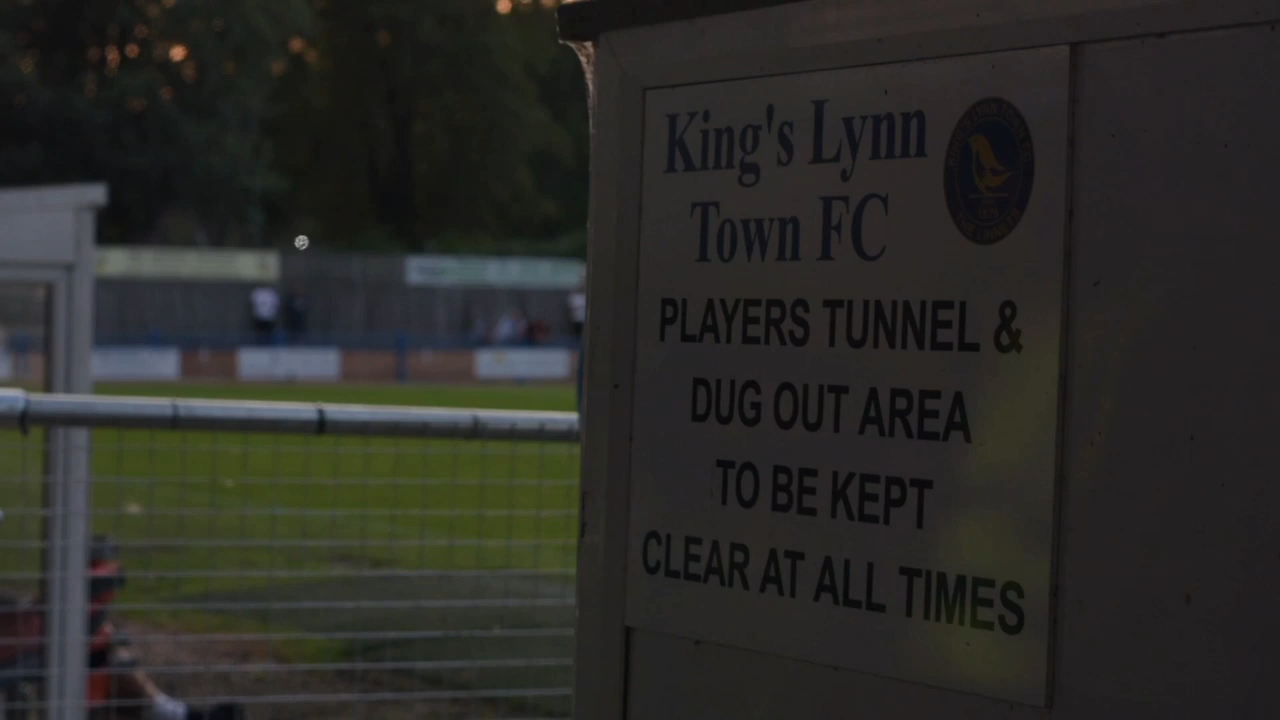 King's Lynn
Town FC
PLAYERS TUNNEL &
DUG OUT AREA
TO BE KEPT
CLEAR AT ALL TIMES